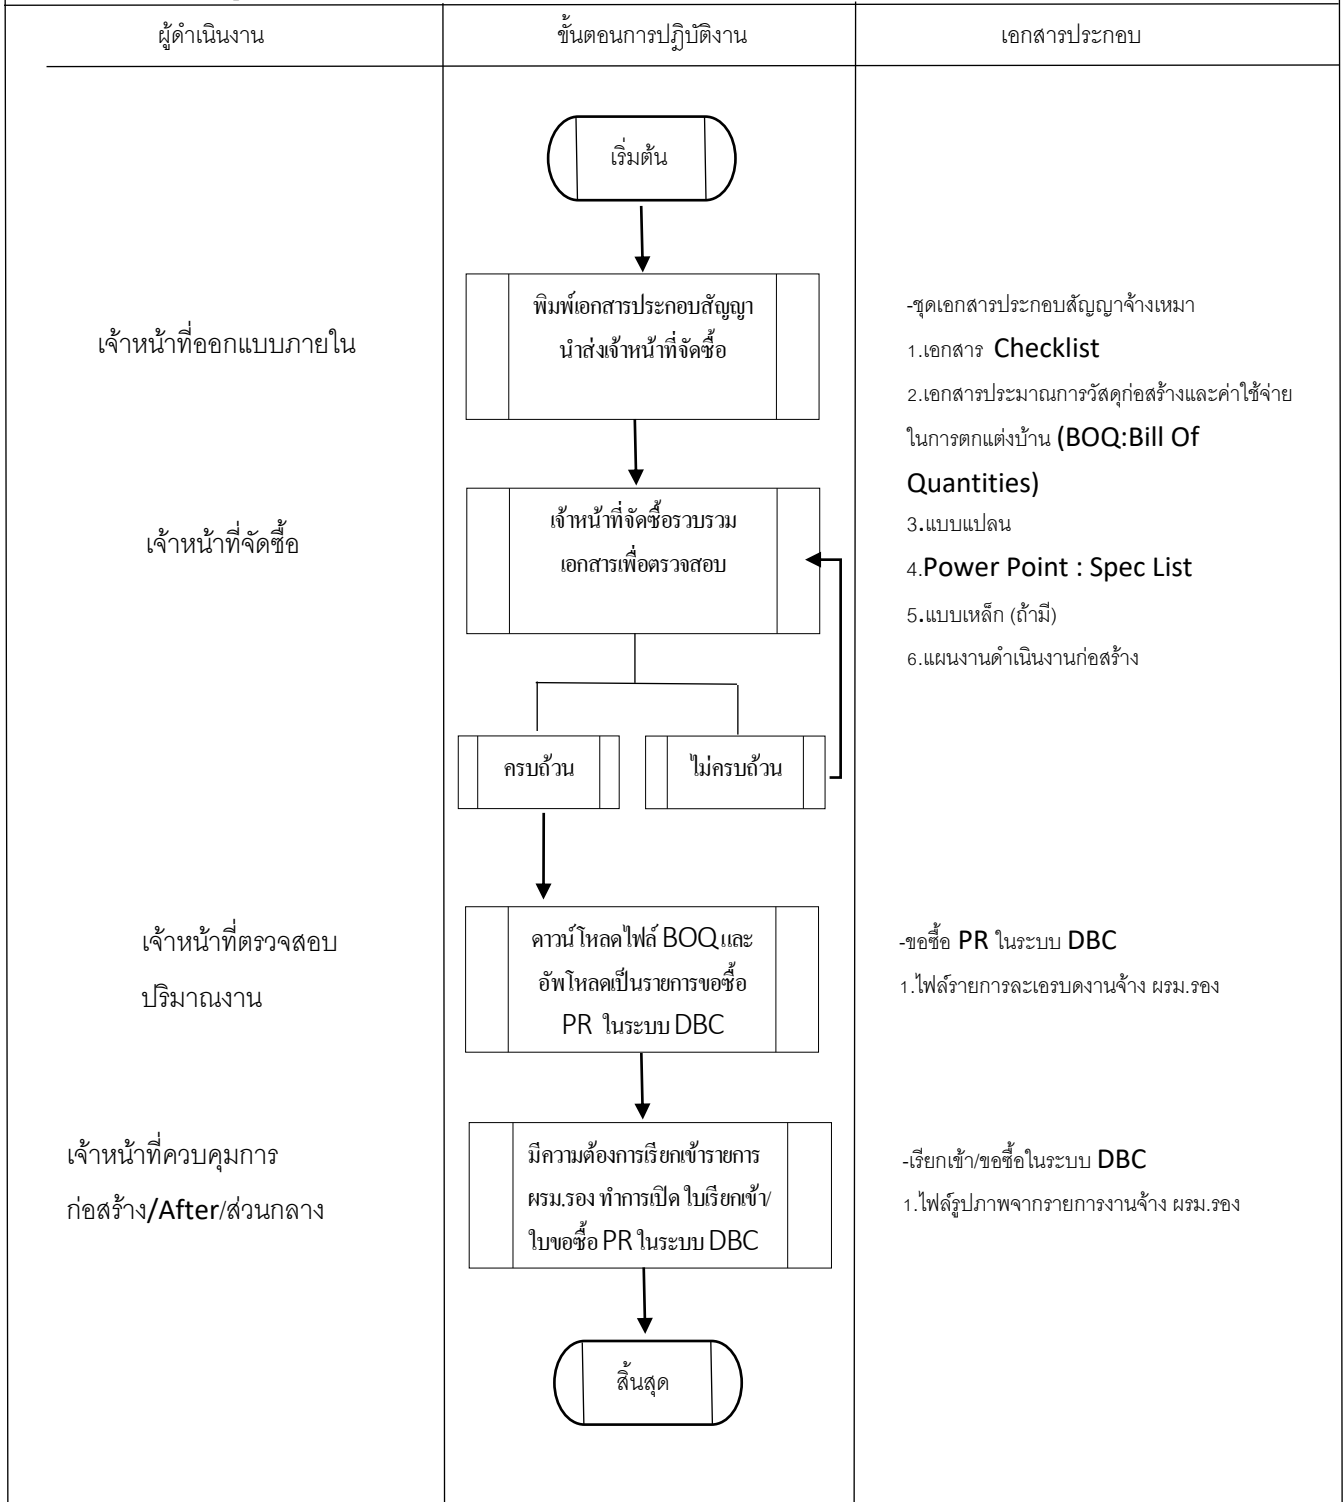 ผู้ดำเนินงาน
ขั้นตอนการปฏิบัติงาน
เอกสารประกอบ
เริ่มต้น
เจ้าหน้าที่ออกแบบภายใน
พิมพ์เอกสารประกอบสัญญา
นำส่งเจ้าหน้าที่จัดซื้อ
-ชุดเอกสารประกอบสัญญาจ้างเหมา
1.เอกสาร Checklist
2.เอกสารประมาณการวัสดุก่อสร้างและค่าใช้จ่าย
ในการตกแต่งบ้าน (BOQ:Bill Of
Quantities)
3.แบบแปลน
4.Power Point : Spec List
5.แบบเหล็ก (ถ้ามี)
6.แผนงานดำเนินงานก่อสร้าง
เจ้าหน้าที่จัดซื้อ
เจ้าหน้าที่จัดซื้อรวบรวม
เอกสารเพื่อตรวจสอบ
ครบถ้วน
ไม่ครบถ้วน
เจ้าหน้าที่ตรวจสอบ
ปริมาณงาน
ดาวน์โหลดไฟล์ BOQ และ
อัพโหลดเป็นรายการขอซื้อ
PR ในระบบ DBC
-ขอซื้อ PR ในระบบ DBC
1.ไฟล์รายการละเอรบดงานจ้าง ผรม.รอง
เจ้าหน้าที่ควบคุมการ
ก่อสร้าง/After/ส่วนกลาง
มีความต้องการเรียกเข้ารายการ
ผรม.รอง ทำการเปิด ใบเรียกเข้า/
ใบขอซื้อ PR ในระบบ DBC
-เรียกเข้า/ขอซื้อในระบบ DBC
1.ไฟล์รูปภาพจากรายการงานจ้าง ผรม.รอง
สิ้นสุด